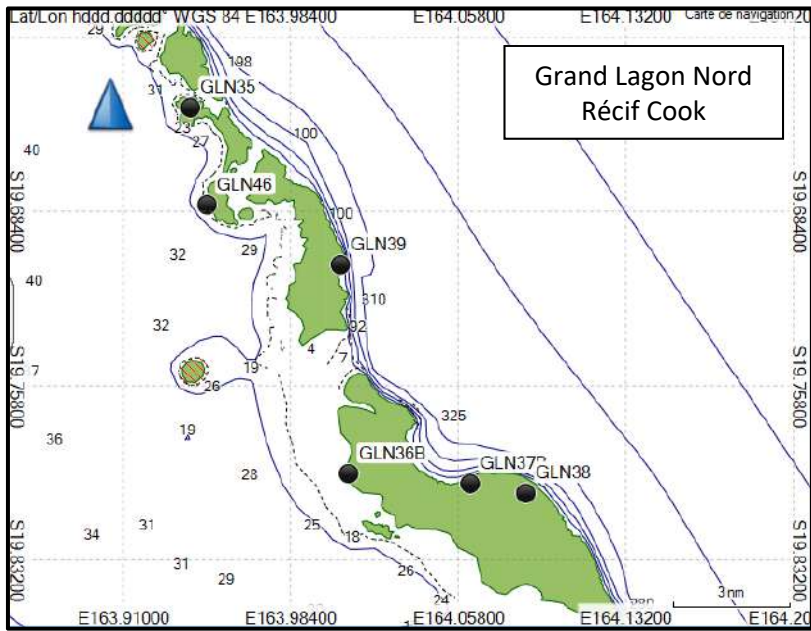 Lat/Lon hddd.ddddd° WGS 84 E163.98400 E164.05800 E164.13200 Carte de navigation
Grand Lagon Nord
Récif Cook
29
198
31
GLN35
23
27
100
40
GLN46
S19.68400
S19.68400
100
32
29
GLN39
40
310
32
92
4
7
19
7
26
S19.75800
S19.75800
325
19
36
GLN36B
GLN37B
GLN38
28
25
31
34
18
S19.83200
S19.83200
31
26
29
24
3nm
E163.91000 E163.98400 E164.05800 E164.13200